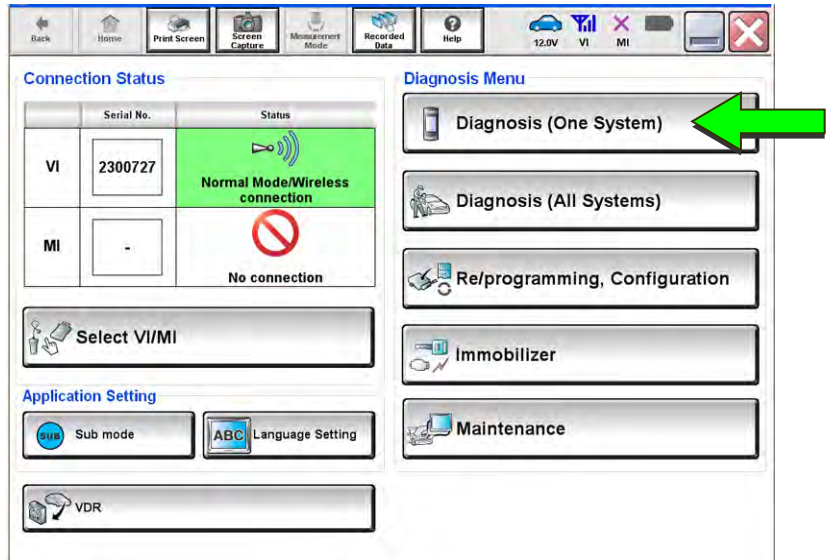 Back
Home
Print Screen
Screen
Capture
Measurement
Mode
Recorded
Data
Help
12.0V
VI
MI
Connection Status
Serial No.
Status
VI
2300727
Normal Mode/Wireless
connection
MI
-
No connection
Select VI/MI
Application Setting
SUB
Sub mode
ABC
Language Setting
VDR
Diagnosis Menu
Diagnosis (One System)
Diagnosis (All Systems)
Re/programming, Configuration
Immobilizer
Maintenance